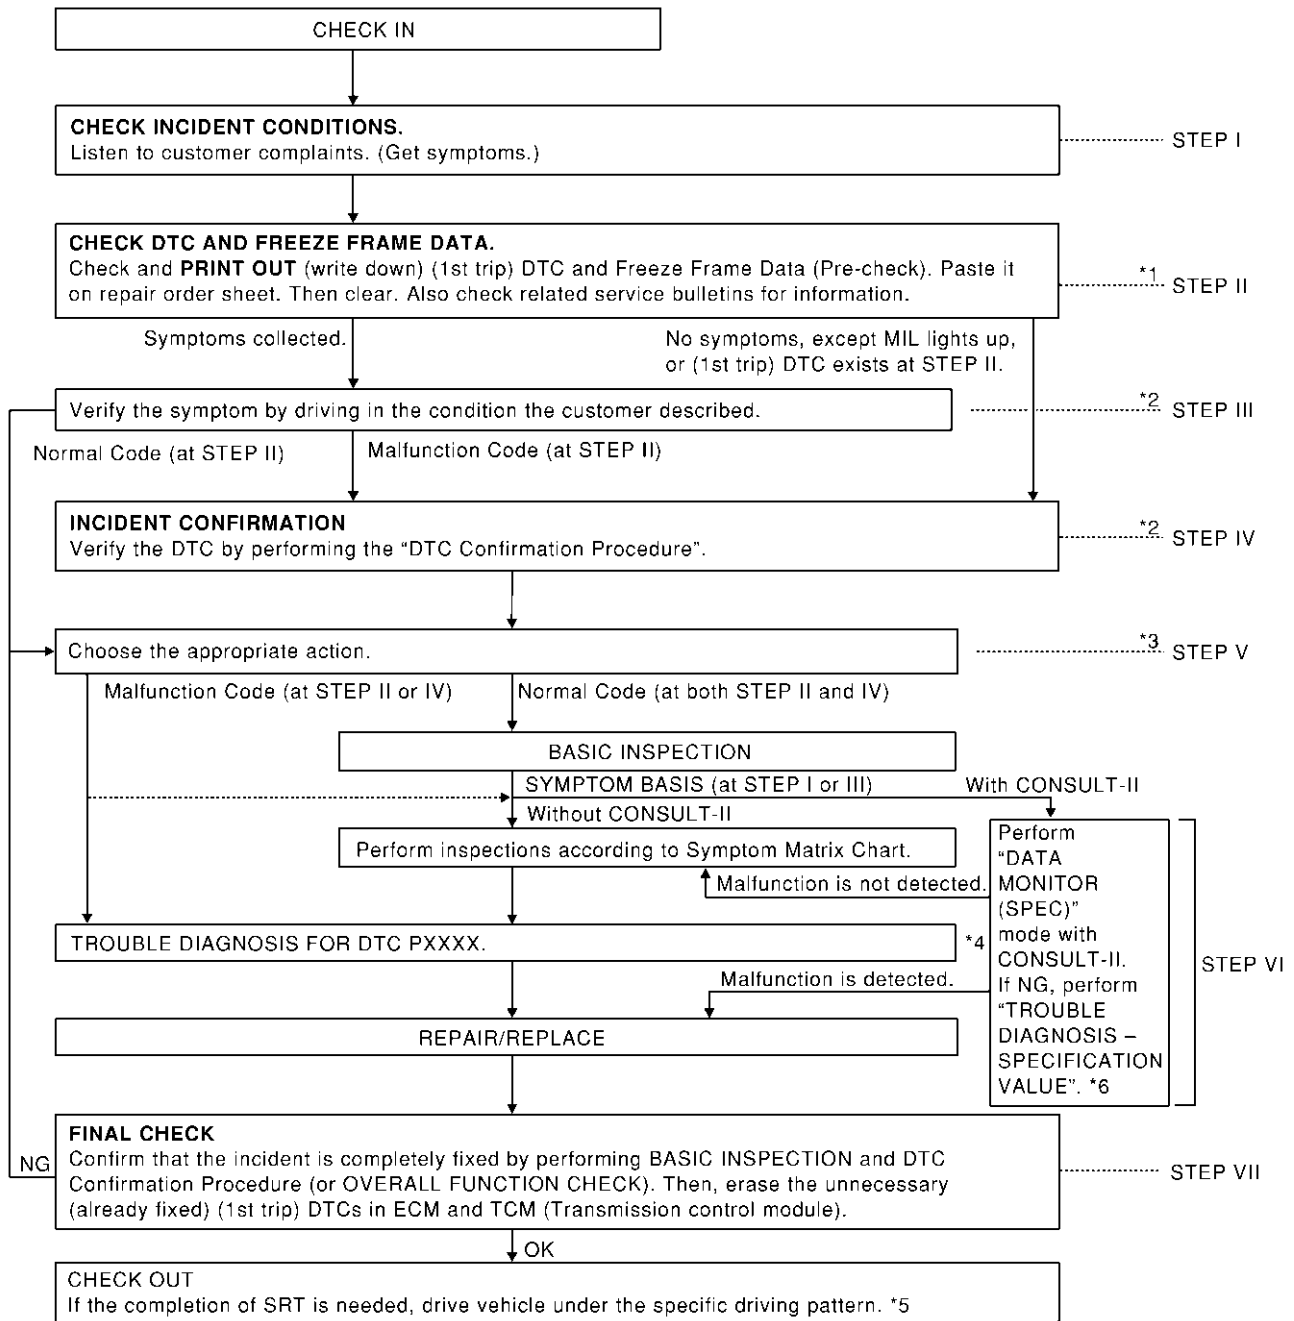 CHECK IN
CHECK INCIDENT CONDITIONS.
Listen to customer complaints. (Get symptoms.)
STEP I
CHECK DTC AND FREEZE FRAME DATA.
Check and PRINT OUT (write down) (1st trip) DTC and Freeze Frame Data (Pre-check). Paste it
on repair order sheet. Then clear. Also check related service bulletins for information.
*1 STEP II
Symptoms collected.
No symptoms, except MIL lights up,
or (1st trip) DTC exists at STEP II.
Verify the symptom by driving in the condition the customer described.
*2 STEP III
Normal Code (at STEP II)
Malfunction Code (at STEP II)
INCIDENT CONFIRMATION
Verify the DTC by performing the “DTC Confirmation Procedure”.
*2 STEP IV
Choose the appropriate action.
*3 STEP V
Malfunction Code (at STEP II or IV)
Normal Code (at both STEP II and IV)
BASIC INSPECTION
SYMPTOM BASIS (at STEP I or III)
With CONSULT-II
Without CONSULT-II
Perform inspections according to Symptom Matrix Chart.
Perform
“DATA
MONITOR
(SPEC)”
mode with
CONSULT-II.
If NG, perform
“TROUBLE
DIAGNOSIS –
SPECIFICATION
VALUE”. *6
STEP VI
Malfunction is not detected.
TROUBLE DIAGNOSIS FOR DTC PXXXX.
*4
Malfunction is detected.
REPAIR/REPLACE
FINAL CHECK
Confirm that the incident is completely fixed by performing BASIC INSPECTION and DTC
Confirmation Procedure (or OVERALL FUNCTION CHECK). Then, erase the unnecessary
(already fixed) (1st trip) DTCs in ECM and TCM (Transmission control module).
NG
STEP VII
OK
CHECK OUT
If the completion of SRT is needed, drive vehicle under the specific driving pattern. *5